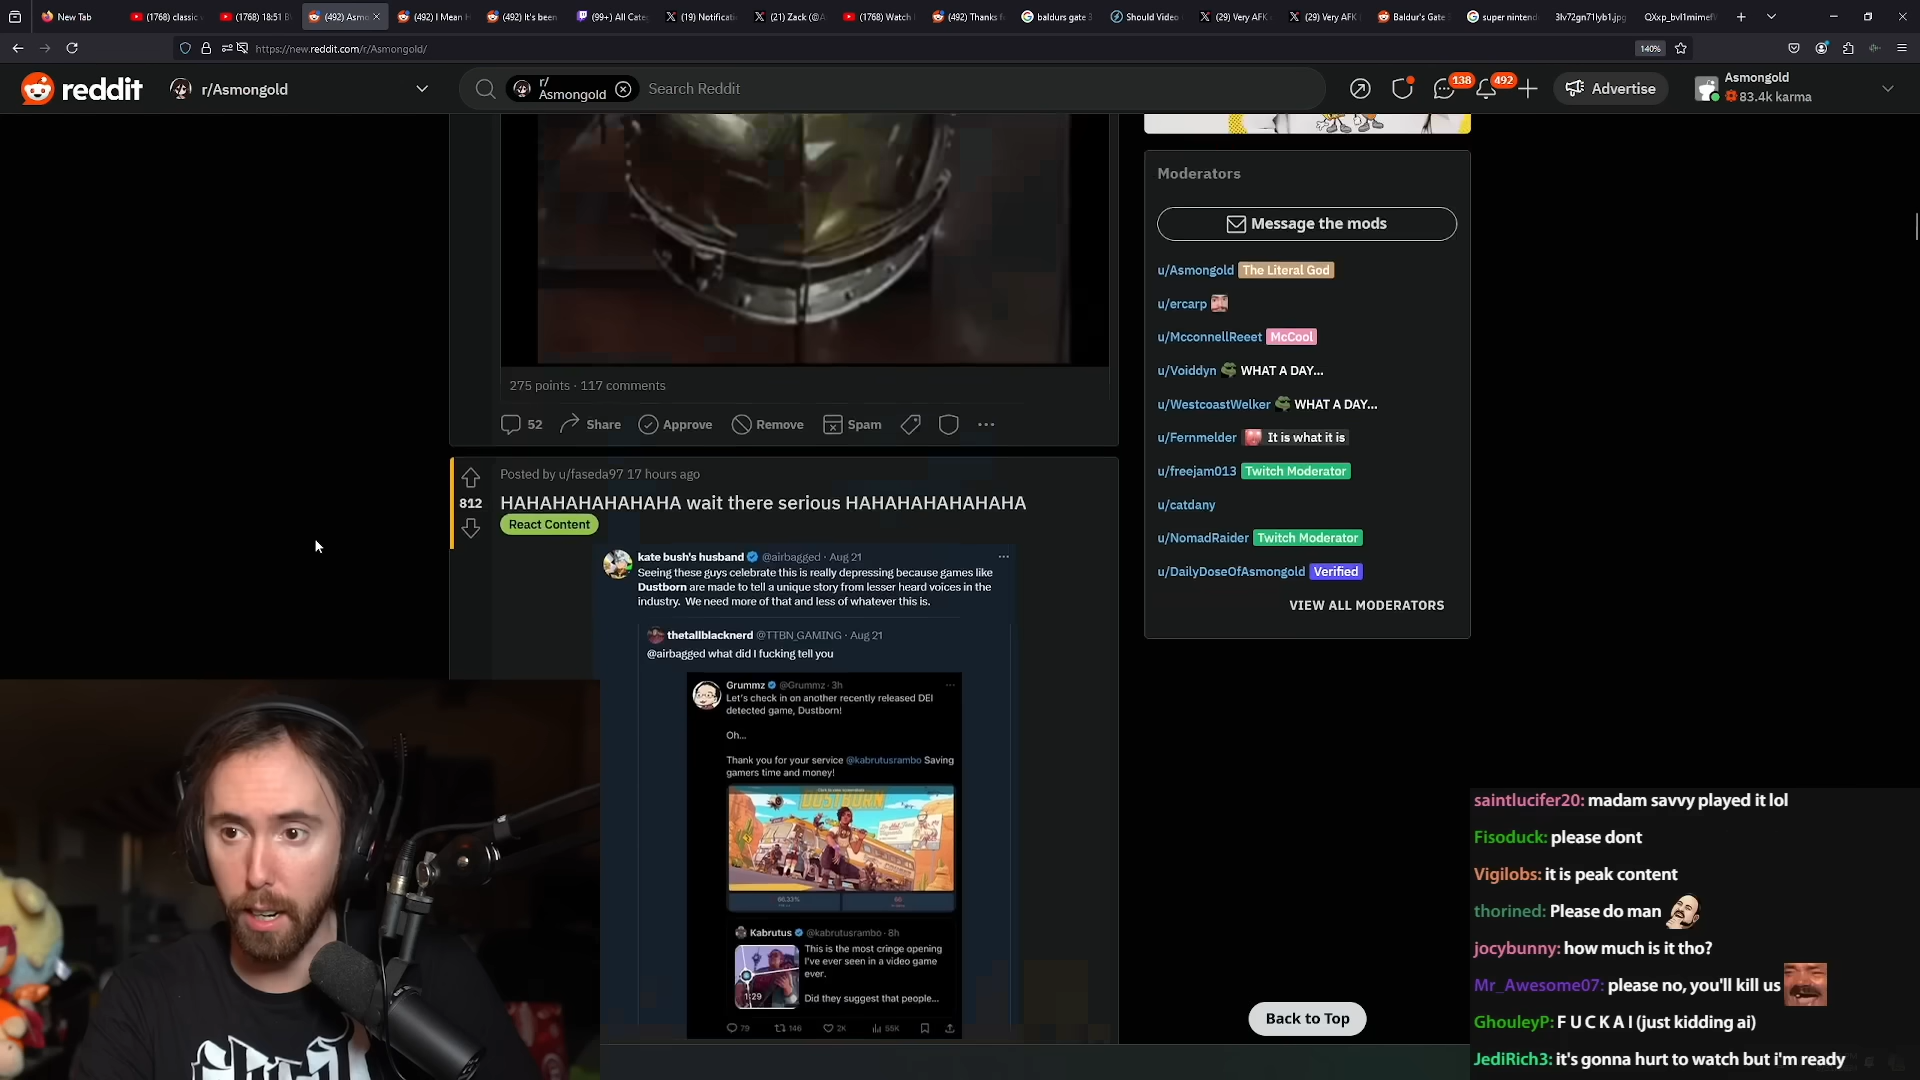 New Tab
(1768) classic
(1768) 18:51
(492) Asmo
(492) I Mean H
(492) It's been
(99+) All Cate
(19) Notificati
(21) Zack (@A
(1768) Watch
(492) Thanks f
baldurs gate 3
Should Video
(29) Very AFK
(29) Very AFK
Baldur's Gate
super nintend
3lv72gn71lyb1.jpg
https://new.reddit.com/r/Asmongold/
140%
reddit
r/Asmongold
r/
Asmongold
Search Reddit
138
492
Advertise
Asmongold
83.4k karma
275 points · 117 comments
52
Share
Approve
Remove
Spam
Posted by u/faseda97 17 hours ago
812
HAHAHAHAHAHAHA wait there serious HAHAHAHAHAHAHA
React Content
kate bush's husband @airbagged · Aug 21
Seeing these guys celebrate this is really depressing because games like
Dustborn are made to tell a unique story from lesser heard voices in the
industry. We need more of that and less of whatever this is.
thetallblacknerd @TTBN_GAMING · Aug 21
@airbagged what did I fucking tell you
Grummz @Grummz · 3h
Let's check in on another recently released DEI
detected game, Dustborn!
Oh...
Thank you for your service @kabrutusrambo Saving
gamers time and money!
DUSTBORN
66.33%
Kabrutus @kabrutusrambo · 8h
This is the most cringe opening
I've ever seen in a video game
ever.
Did they suggest that people...
1:29
79
146
2K
55K
Moderators
Message the mods
u/Asmongold The Literal God
u/ercarp
u/McconnellReeet McCool
u/Voiddyn WHAT A DAY...
u/WestcoastWelker WHAT A DAY...
u/Fernmelder It is what it is
u/freejam013 Twitch Moderator
u/catdany
u/NomadRaider Twitch Moderator
u/DailyDoseOfAsmongold Verified
VIEW ALL MODERATORS
Back to Top
saintlucifer20: madam savvy played it lol
Fisoduck: please dont
Vigilobs: it is peak content
thorined: Please do man
jocybunny: how much is it tho?
Mr_Awesome07: please no, you'll kill us
GhouleyP: F U C K A I (just kidding ai)
JediRich3: it's gonna hurt to watch but i'm ready